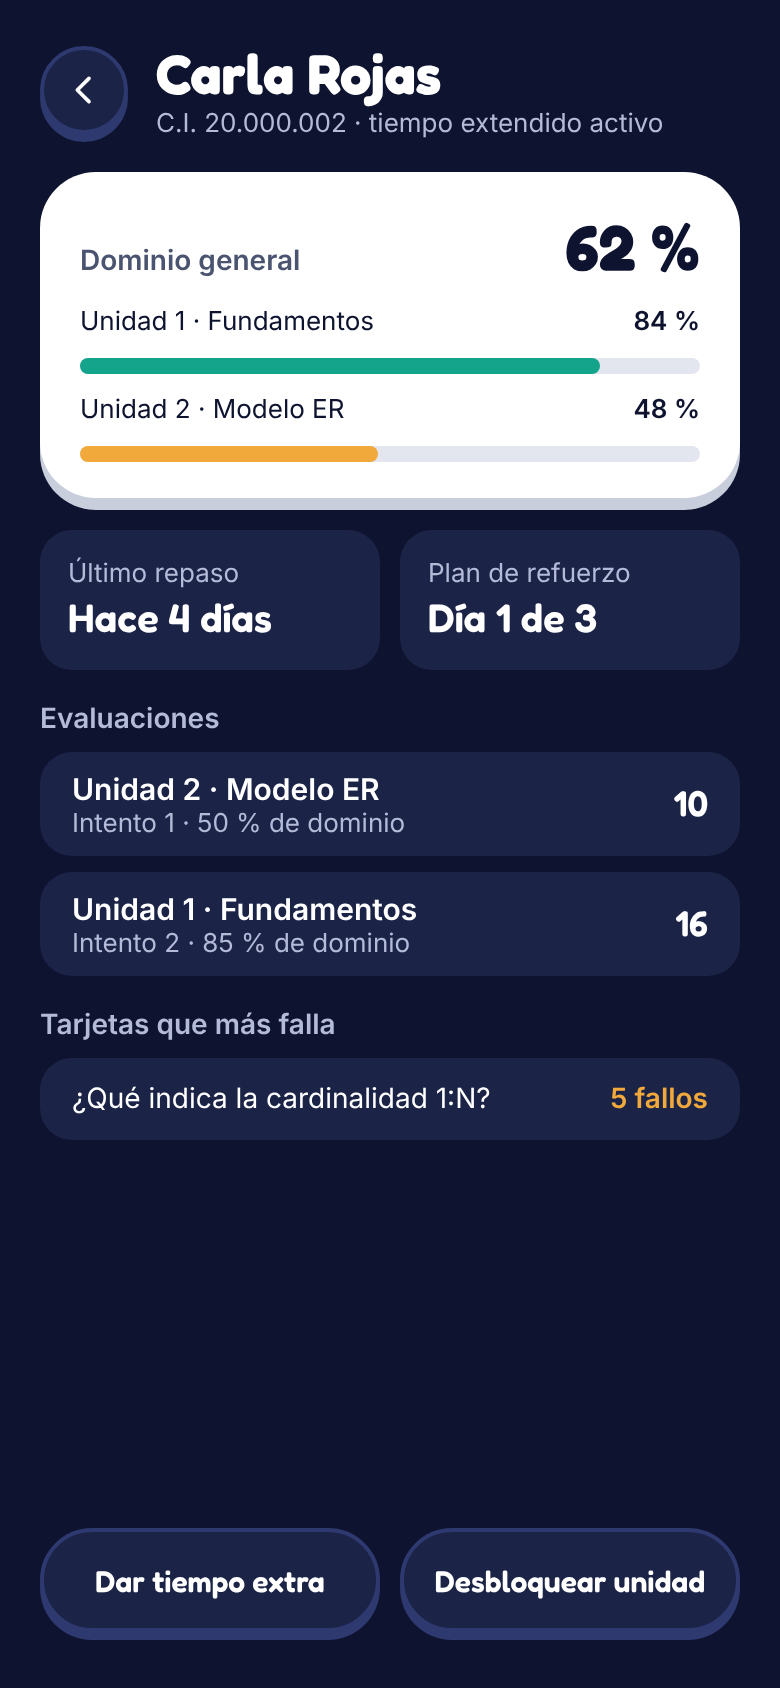 Carla Rojas
C.I. 20.000.002 · tiempo extendido activo
Dominio general 62 %
Unidad 1 · Fundamentos 84 %
Unidad 2 · Modelo ER 48 %
Último repaso
Hace 4 días
Plan de refuerzo
Día 1 de 3
Evaluaciones
Unidad 2 · Modelo ER
Intento 1 · 50 % de dominio
10
Unidad 1 · Fundamentos
Intento 2 · 85 % de dominio
16
Tarjetas que más falla
¿Qué indica la cardinalidad 1:N? 5 fallos
Dar tiempo extra
Desbloquear unidad